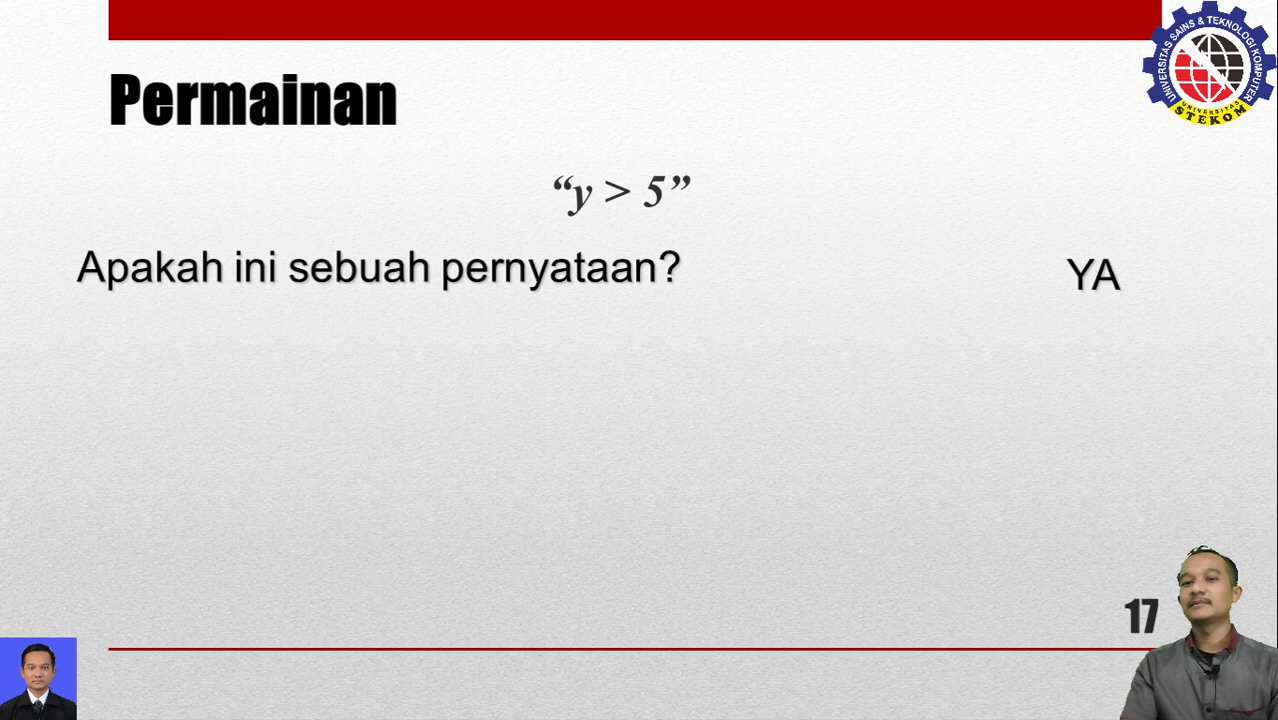 UNIVERSITAS SAINS & TEKNOLOGI KOMPUTER
UNIVERSITAS
STEKOM
Permainan
“y > 5”
Apakah ini sebuah pernyataan? YA
17